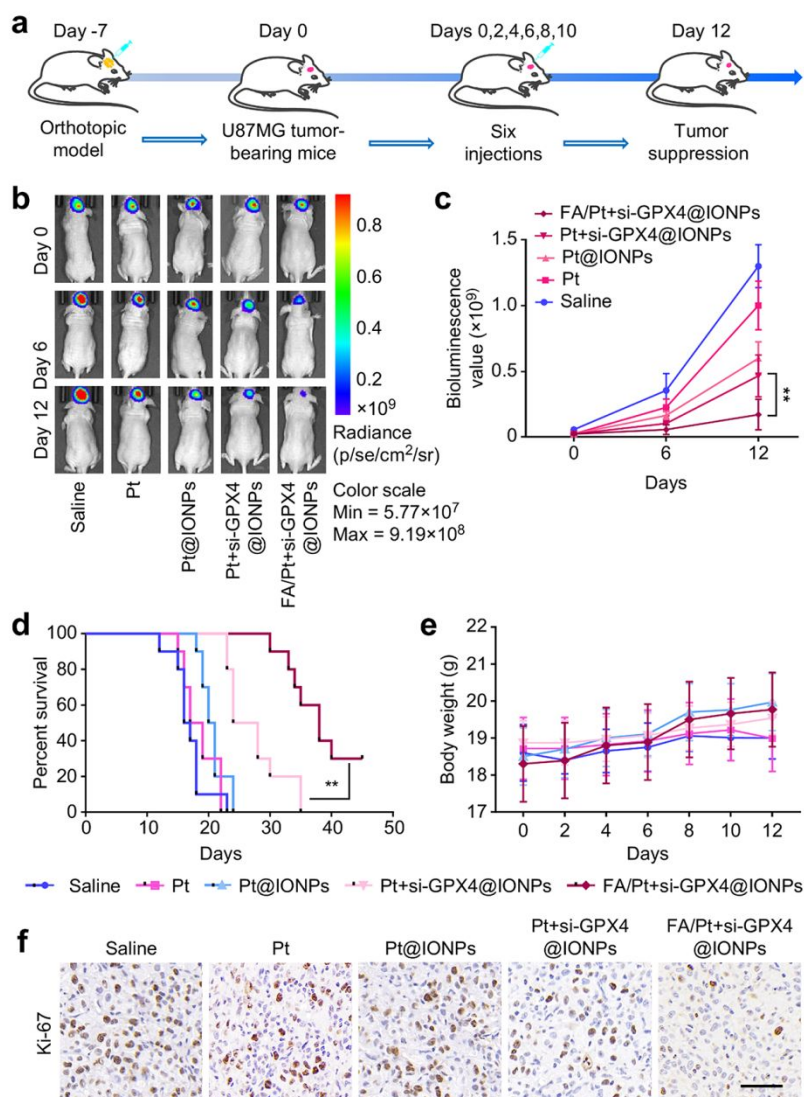 a
Day -7
Day 0
Days 0,2,4,6,8,10
Day 12
Orthotopic
model
U87MG tumor-
bearing mice
Six
injections
Tumor
suppression
b
Day 0
Day 6
Day 12
0.8
0.6
0.4
0.2
×10⁹
Radiance
(p/se/cm²/sr)
Color scale
Min = 5.77×10⁷
Max = 9.19×10⁸
Saline
Pt
Pt@IONPs
Pt+si-GPX4
@IONPs
FA/Pt+si-GPX4
@IONPs
c
FA/Pt+si-GPX4@IONPs
Pt+si-GPX4@IONPs
Pt@IONPs
Pt
Saline
Bioluminescence
value (×10⁹)
1.5
1.0
0.5
0
**
0 6 12
Days
d
Percent survival
100
80
60
40
20
0
**
0 10 20 30 40 50
Days
e
Body weight (g)
22
21
20
19
18
17
0 2 4 6 8 10 12
Days
Saline Pt Pt@IONPs Pt+si-GPX4@IONPs FA/Pt+si-GPX4@IONPs
f
Saline
Pt
Pt@IONPs
Pt+si-GPX4
@IONPs
FA/Pt+si-GPX4
@IONPs
Ki-67